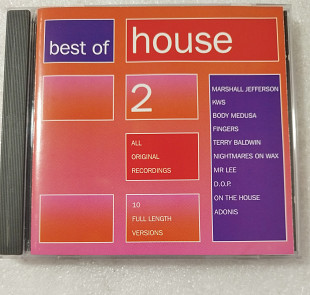 best of
house
2
ALL
ORIGINAL
RECORDINGS
10
FULL LENGTH
VERSIONS
MARSHALL JEFFERSON
KWS
BODY MEDUSA
FINGERS
TERRY BALDWIN
NIGHTMARES ON WAX
MR LEE
D.O.P.
ON THE HOUSE
ADONIS